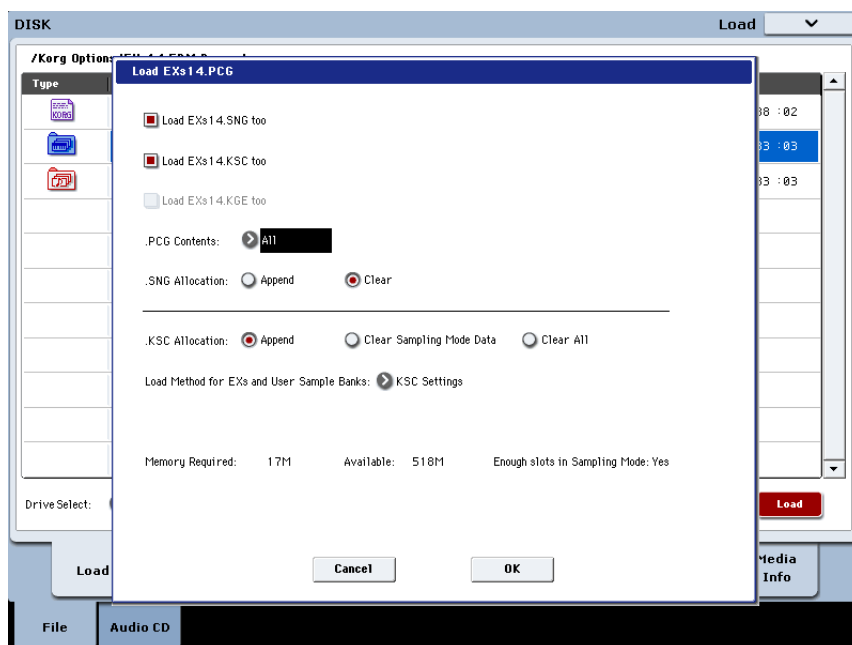 DISK Load
/Korg Option
Load EXs14.PCG
Type
KORG
Load EXs14.SNG too
38 :02
33 :03
Load EXs14.KSC too
33 :03
Load EXs14.KGE too
.PCG Contents: All
.SNG Allocation: Append Clear
.KSC Allocation: Append Clear Sampling Mode Data Clear All
Load Method for EXs and User Sample Banks: KSC Settings
Memory Required: 17M Available: 518M Enough slots in Sampling Mode: Yes
Drive Select: Load
Cancel OK
Load
Media
Info
File Audio CD